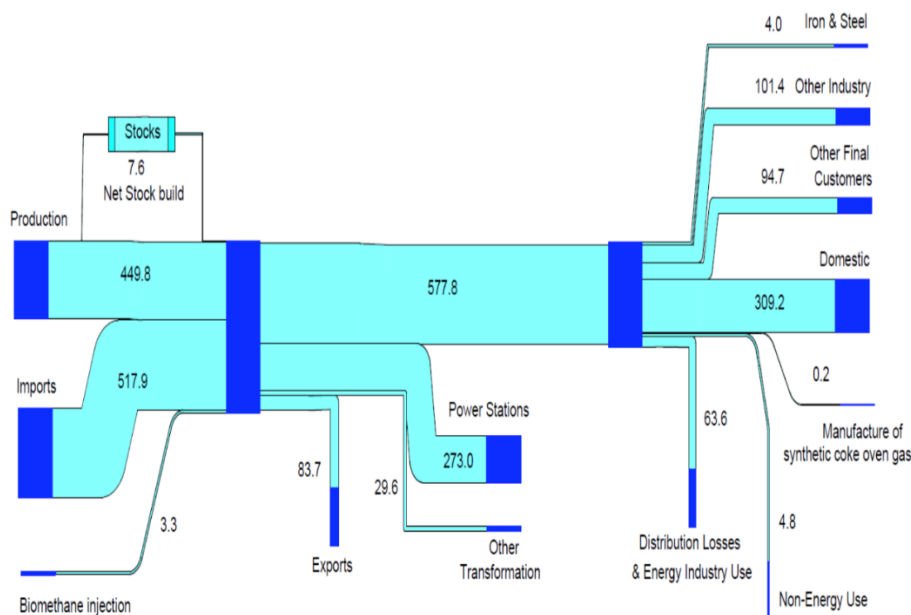 4.0
Iron & Steel
101.4
Other Industry
Stocks
7.6
Net Stock build
94.7
Other Final
Customers
Production
449.8
577.8
Domestic
309.2
Imports
517.9
0.2
Power Stations
273.0
63.6
Manufacture of
synthetic coke oven gas
83.7
29.6
3.3
4.8
Exports
Other
Transformation
Distribution Losses
& Energy Industry Use
Biomethane injection
Non-Energy Use